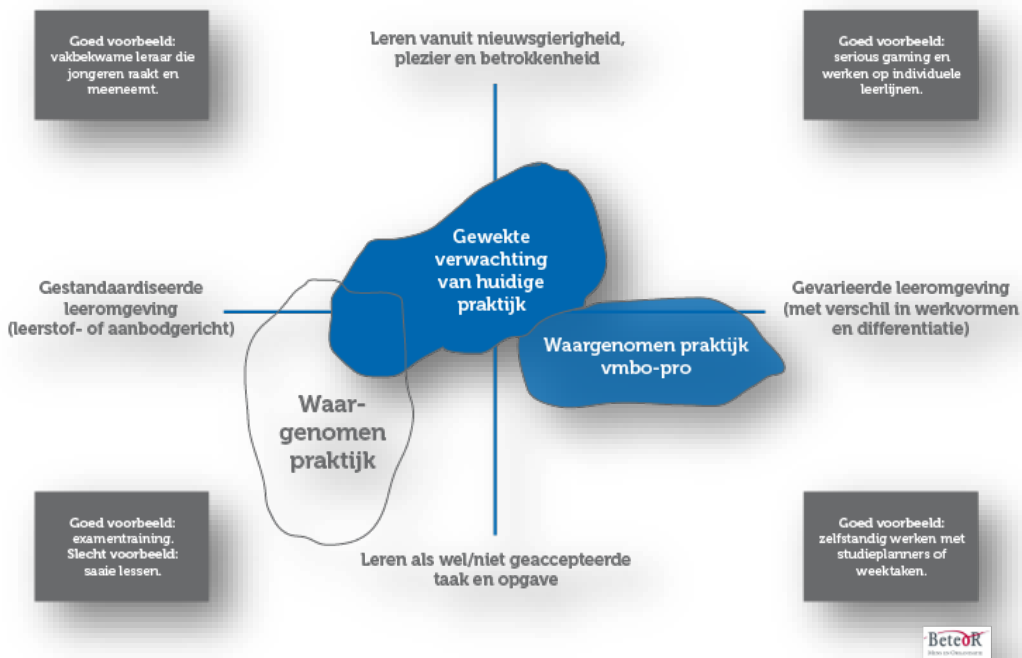 Goed voorbeeld:
vakbekwame leraar die
jongeren raakt en
meeneemt.
Leren vanuit nieuwsgierigheid,
plezier en betrokkenheid
Goed voorbeeld:
serious gaming en
werken op individuele
leerlijnen.
Gewekte
verwachting
van huidige
praktijk
Gestandaardiseerde
leeromgeving
(leerstof- of aanbodgericht)
Gevarieerde leeromgeving
(met verschil in werkvormen
en differentiatie)
Waargenomen praktijk
vmbo-pro
Waar-
genomen
praktijk
Goed voorbeeld:
examentraining.
Slecht voorbeeld:
saaie lessen.
Leren als wel/niet geaccepteerde
taak en opgave
Goed voorbeeld:
zelfstandig werken met
studieplanners of
weektaken.
BeteoR